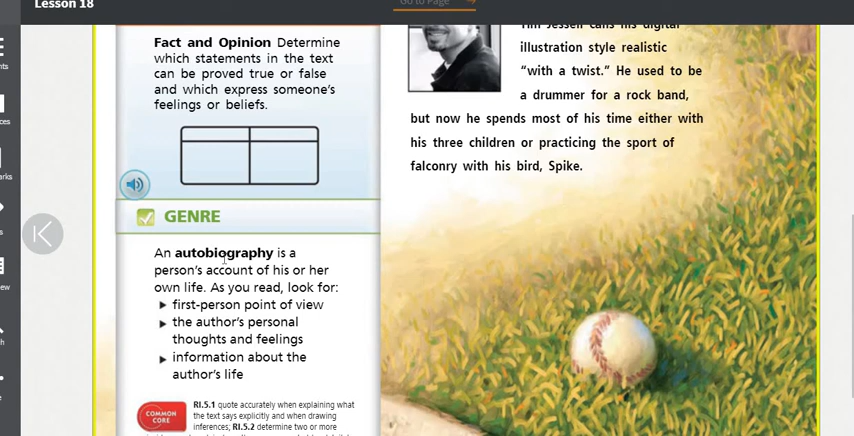 Lesson 18
Go to Page
Fact and Opinion Determine
which statements in the text
can be proved true or false
and which express someone's
feelings or beliefs.
GENRE
An autobiography is a
person's account of his or her
own life. As you read, look for:
first-person point of view
the author's personal
thoughts and feelings
information about the
author's life
COMMON
CORE
RI.5.1 quote accurately when explaining what
the text says explicitly and when drawing
inferences; RI.5.2 determine two or more
Tim Jessell calls his digital
illustration style realistic
“with a twist.” He used to be
a drummer for a rock band,
but now he spends most of his time either with
his three children or practicing the sport of
falconry with his bird, Spike.